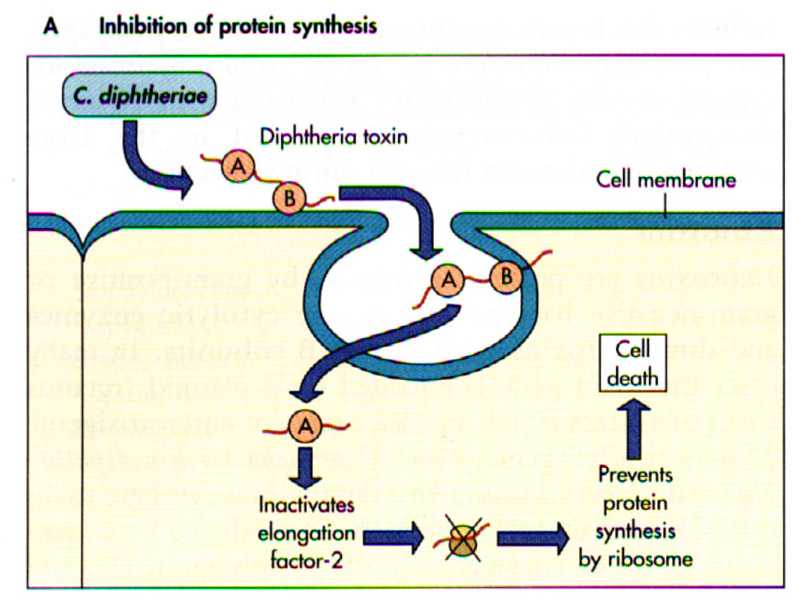 A Inhibition of protein synthesis
C. diphtheriae
Diphtheria toxin
A
B
Cell membrane
A
B
Cell
death
A
Inactivates
elongation
factor-2
Prevents
protein
synthesis
by ribosome